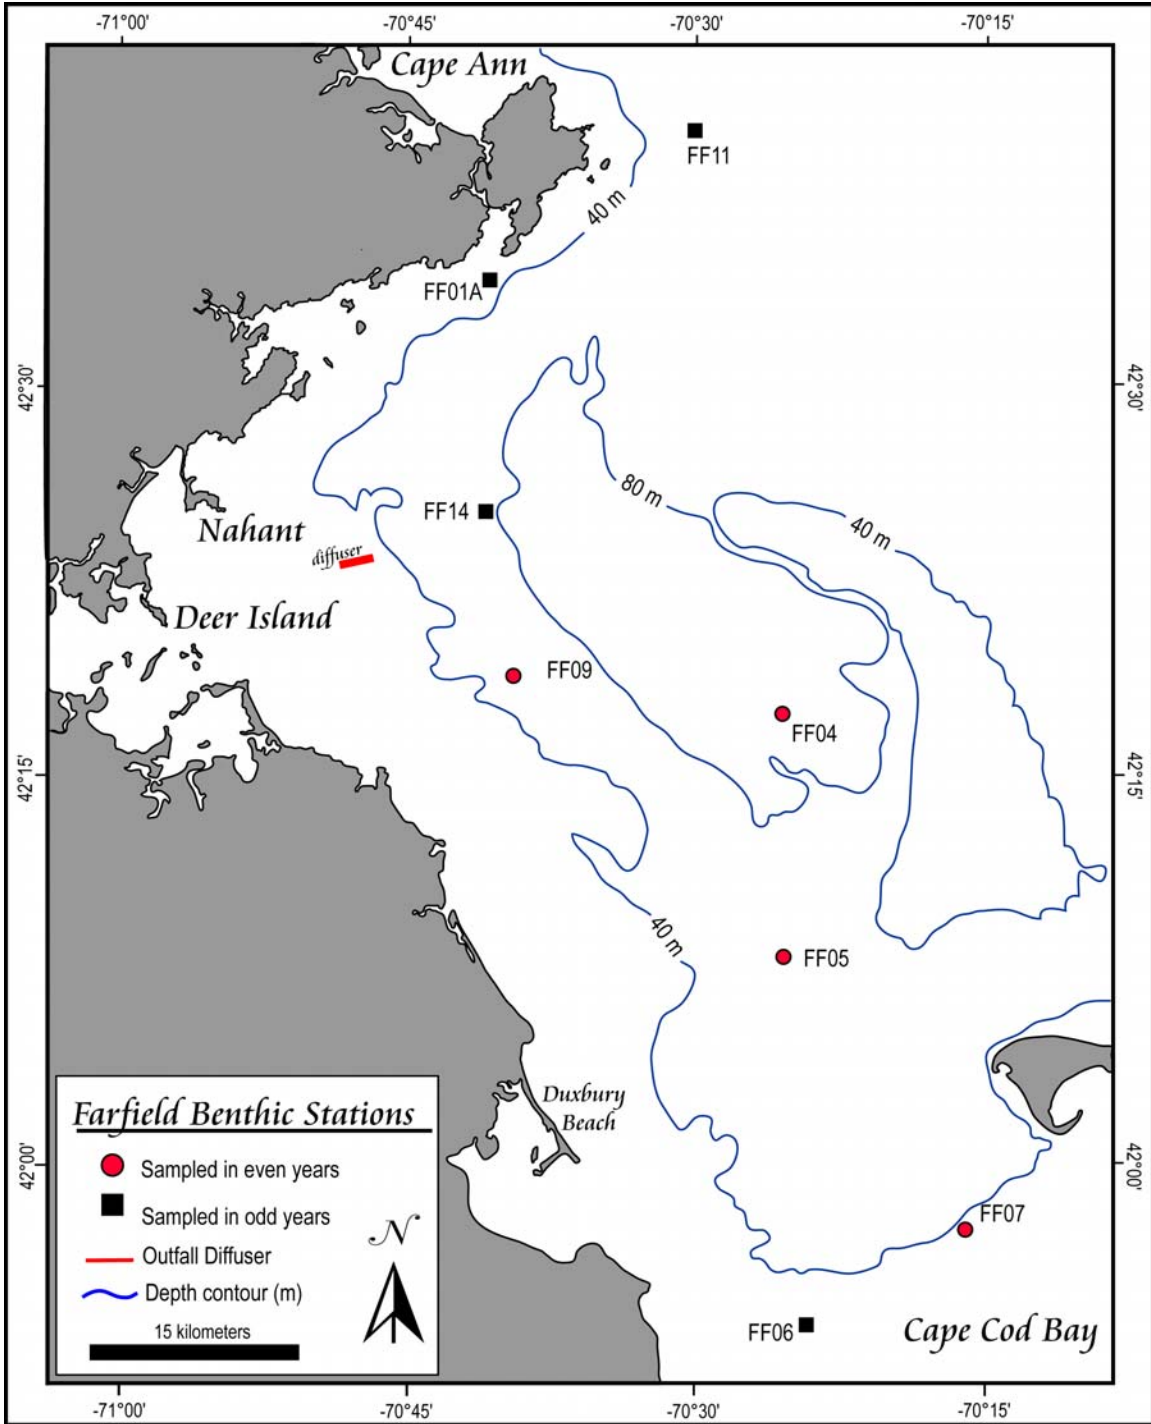 -71°00'
-70°45'
-70°30'
-70°15'
Cape Ann
FF11
40 m
FF01A
42°30'
42°30'
80 m
FF14
40 m
Nahant
diffuser
Deer Island
FF09
FF04
42°15'
42°15'
40 m
FF05
Duxbury
Beach
Farfield Benthic Stations
Sampled in even years
Sampled in odd years
Outfall Diffuser
Depth contour (m)
15 kilometers
N
42°00'
42°00'
FF07
FF06
Cape Cod Bay
-71°00'
-70°45'
-70°30'
-70°15'